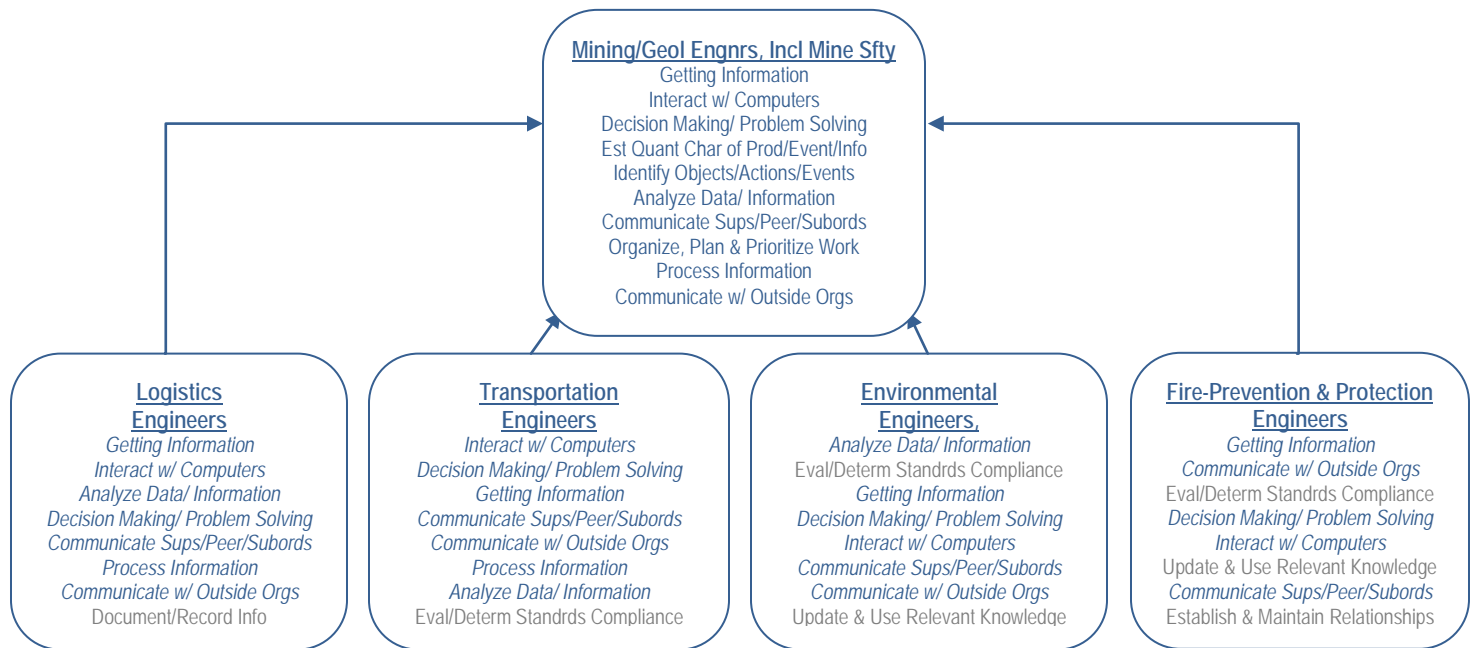 Mining/Geol Engnrs, Incl Mine Sfty
Getting Information
Interact w/ Computers
Decision Making/ Problem Solving
Est Quant Char of Prod/Event/Info
Identify Objects/Actions/Events
Analyze Data/ Information
Communicate Sups/Peer/Subords
Organize, Plan & Prioritize Work
Process Information
Communicate w/ Outside Orgs
Logistics
Engineers
Getting Information
Interact w/ Computers
Analyze Data/ Information
Decision Making/ Problem Solving
Communicate Sups/Peer/Subords
Process Information
Communicate w/ Outside Orgs
Document/Record Info
Transportation
Engineers
Interact w/ Computers
Decision Making/ Problem Solving
Getting Information
Communicate Sups/Peer/Subords
Communicate w/ Outside Orgs
Process Information
Analyze Data/ Information
Eval/Determ Standrds Compliance
Environmental
Engineers,
Analyze Data/ Information
Eval/Determ Standrds Compliance
Getting Information
Decision Making/ Problem Solving
Interact w/ Computers
Communicate Sups/Peer/Subords
Communicate w/ Outside Orgs
Update & Use Relevant Knowledge
Fire-Prevention & Protection
Engineers
Getting Information
Communicate w/ Outside Orgs
Eval/Determ Standrds Compliance
Decision Making/ Problem Solving
Interact w/ Computers
Update & Use Relevant Knowledge
Communicate Sups/Peer/Subords
Establish & Maintain Relationships